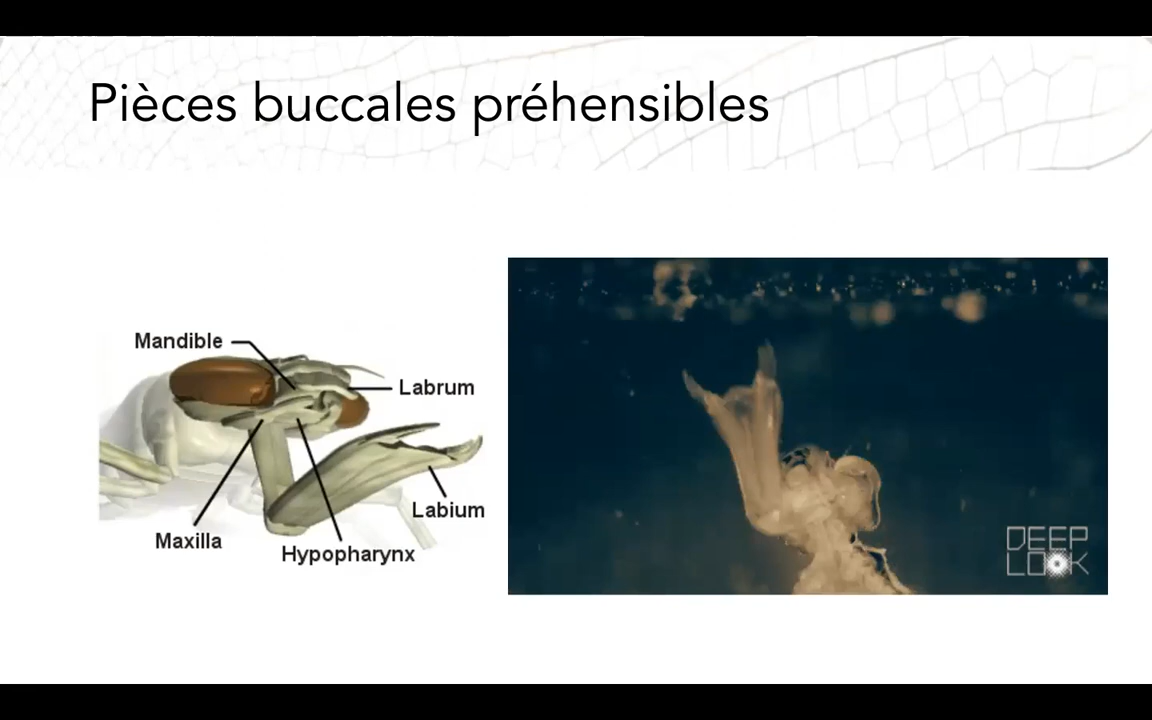 Pièces buccales préhensibles
Mandible
Labrum
Labium
Maxilla
Hypopharynx
DEEP
LOOK